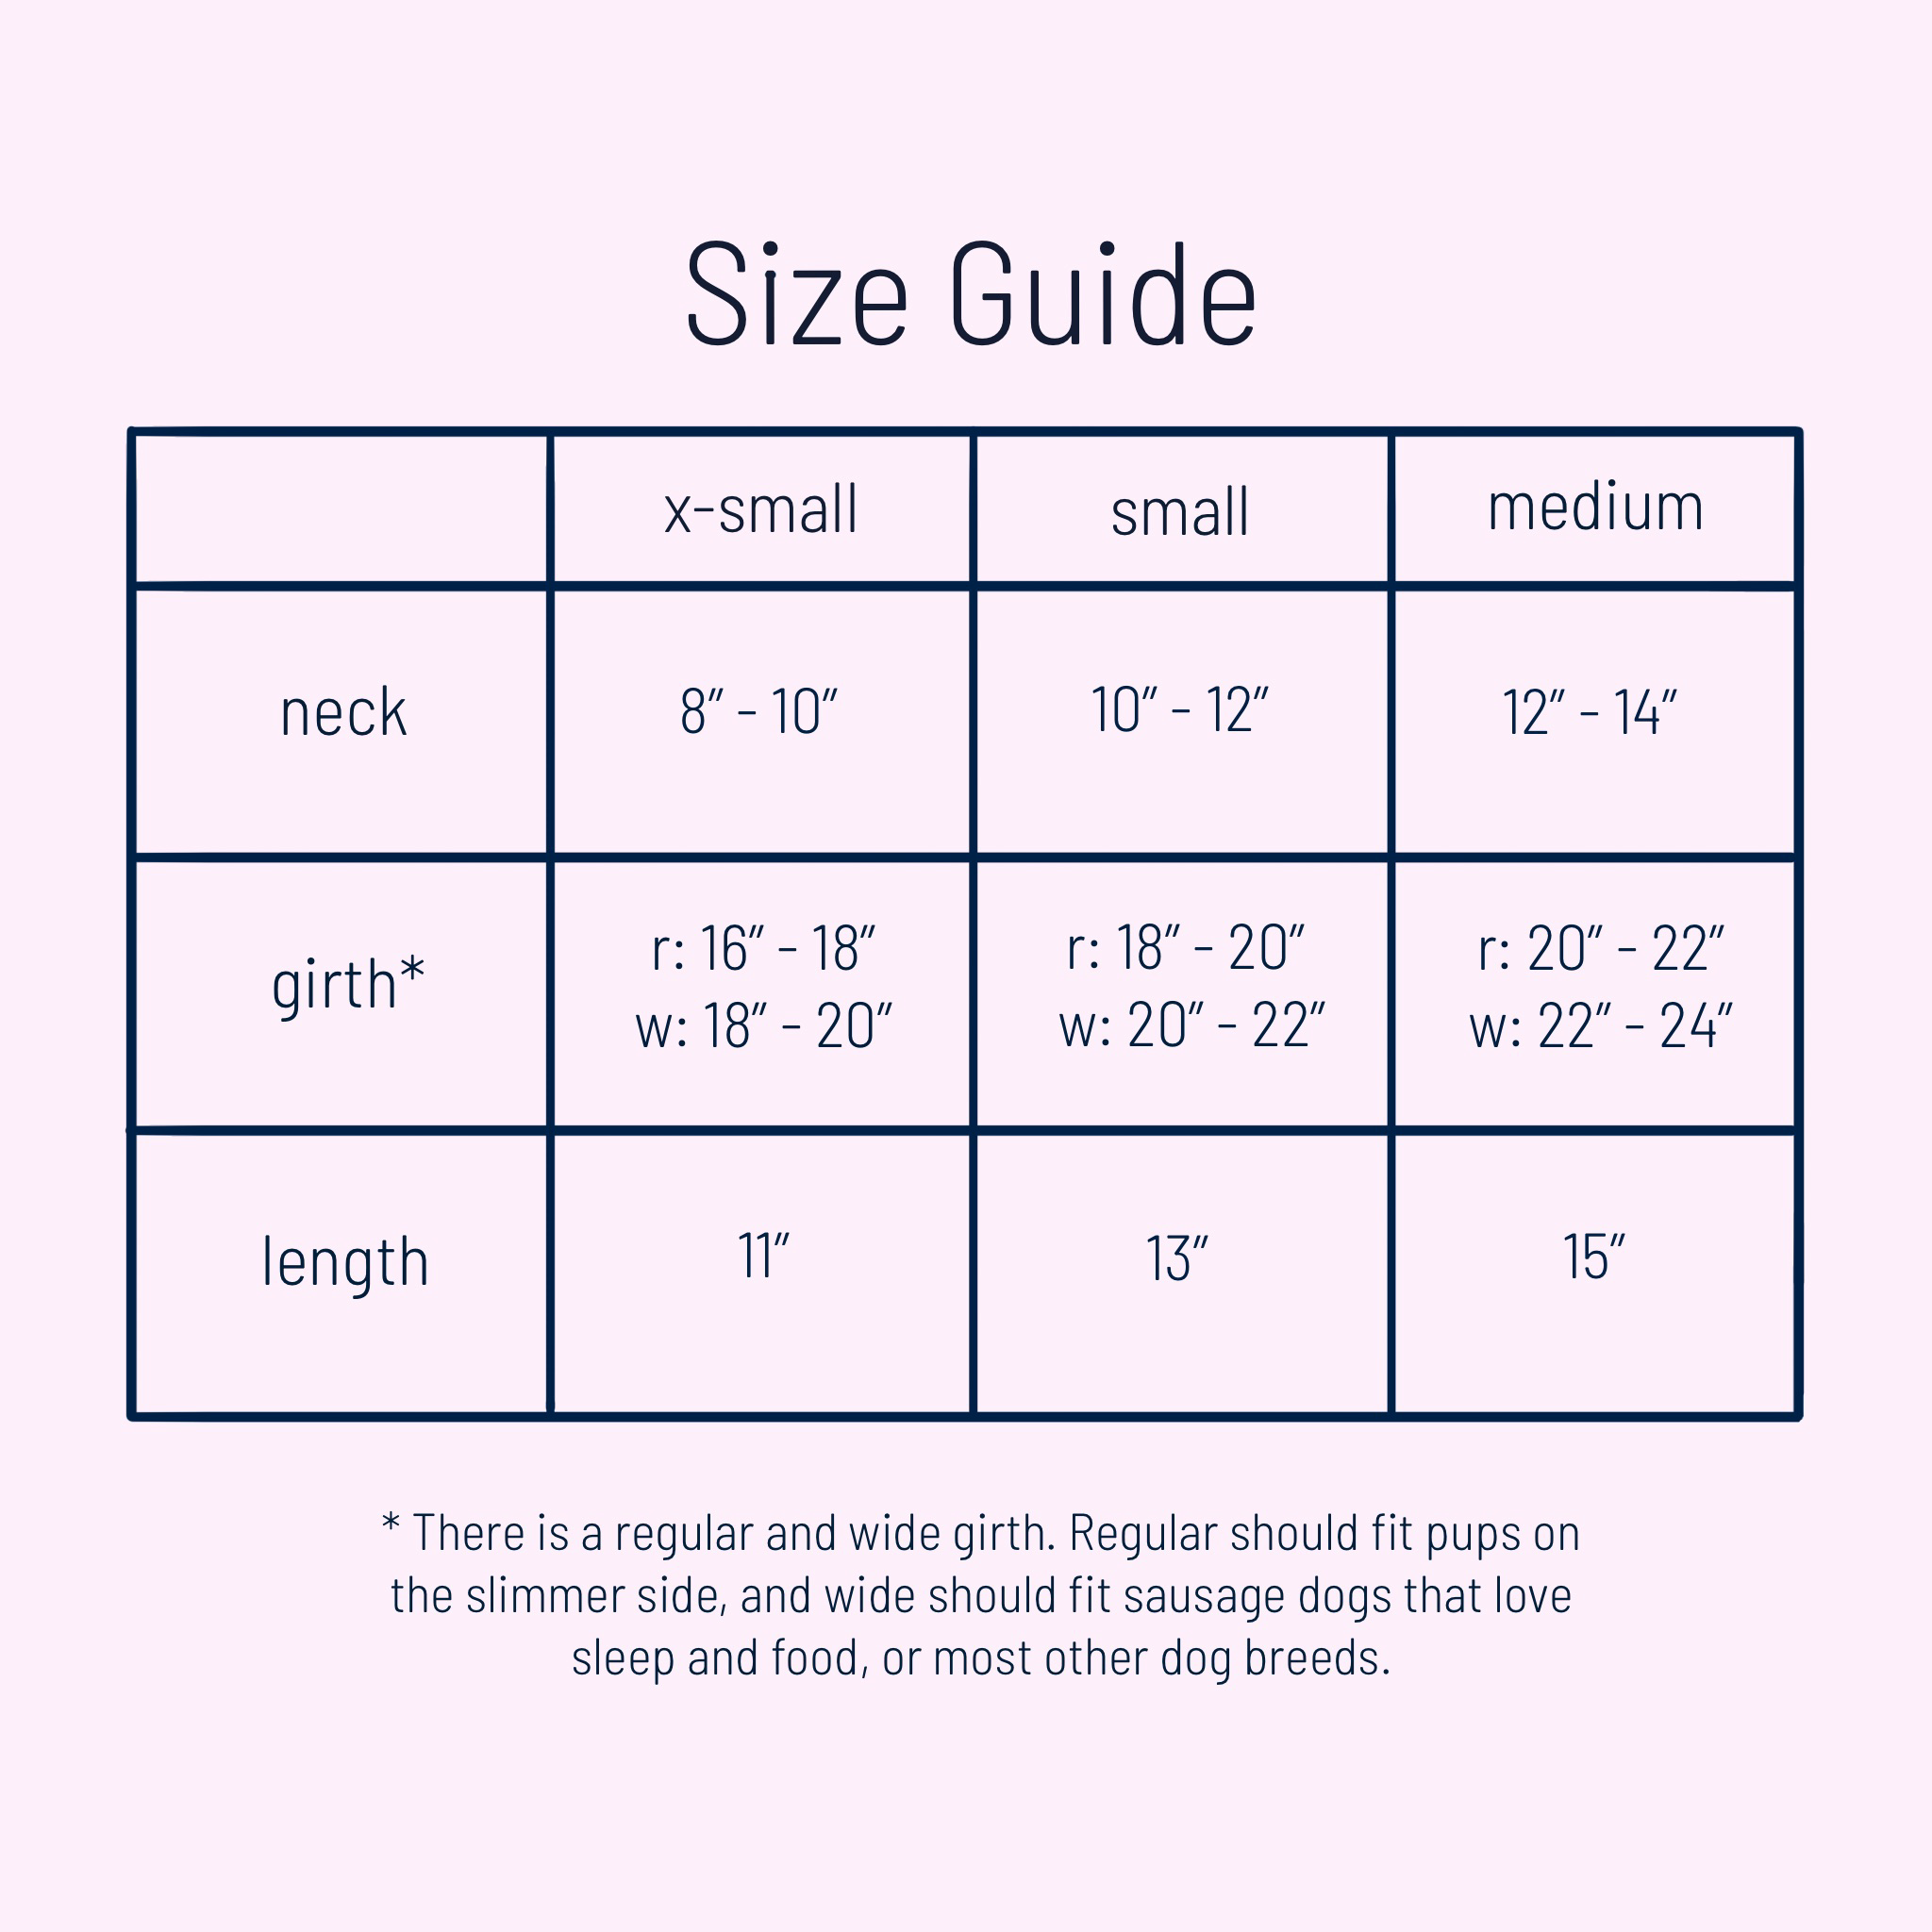 Size Guide
x-small small medium
neck 8” - 10” 10” - 12” 12” - 14”
r: 16” - 18” r: 18” - 20” r: 20” - 22”
girth*
w: 18” - 20” w: 20” - 22” w: 22” - 24”
length 11” 13” 15”
* There is a regular and wide girth. Regular should fit pups on
the slimmer side, and wide should fit sausage dogs that love
sleep and food, or most other dog breeds.